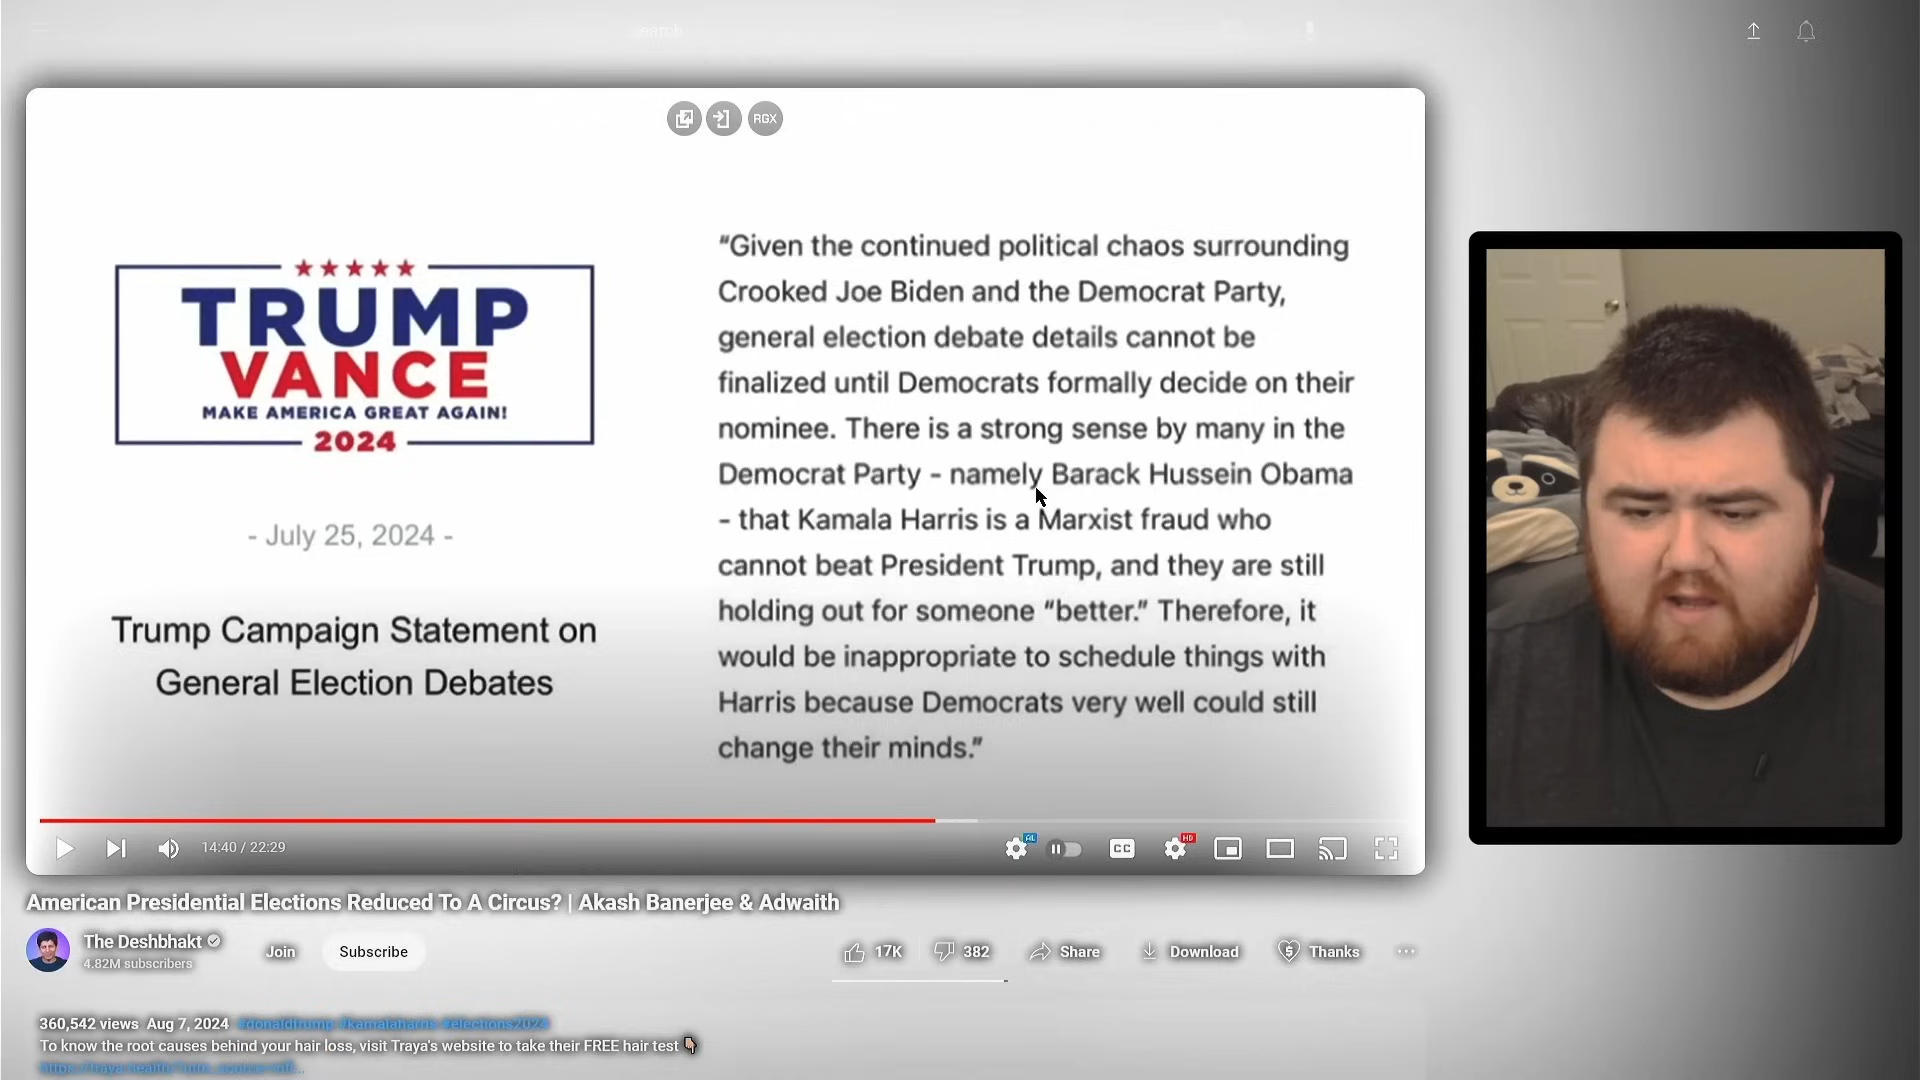 earch
RGX
TRUMP
VANCE
MAKE AMERICA GREAT AGAIN!
2024
- July 25, 2024 -
Trump Campaign Statement on
General Election Debates
“Given the continued political chaos surrounding
Crooked Joe Biden and the Democrat Party,
general election debate details cannot be
finalized until Democrats formally decide on their
nominee. There is a strong sense by many in the
Democrat Party - namely Barack Hussein Obama
- that Kamala Harris is a Marxist fraud who
cannot beat President Trump, and they are still
holding out for someone “better.” Therefore, it
would be inappropriate to schedule things with
Harris because Democrats very well could still
change their minds.”
14:40 / 22:29
AL
CC
HD
American Presidential Elections Reduced To A Circus? | Akash Banerjee & Adwaith
The Deshbhakt
4.82M subscribers
Join
Subscribe
17K
382
Share
Download
Thanks
360,542 views Aug 7, 2024 #donaldtrump #kamalaharris #elections2024
To know the root causes behind your hair loss, visit Traya's website to take their FREE hair test